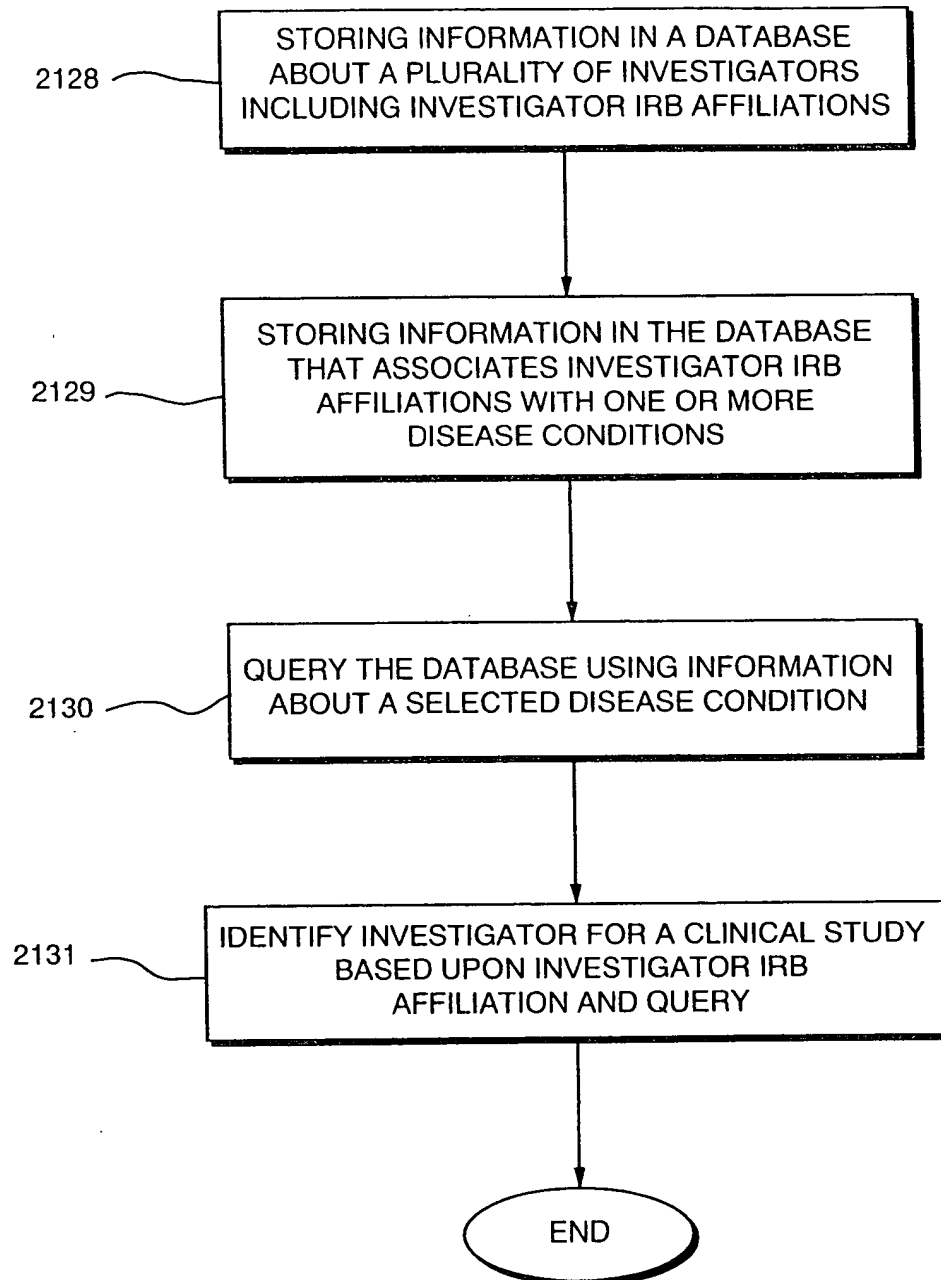 2128
STORING INFORMATION IN A DATABASE
ABOUT A PLURALITY OF INVESTIGATORS
INCLUDING INVESTIGATOR IRB AFFILIATIONS
2129
STORING INFORMATION IN THE DATABASE
THAT ASSOCIATES INVESTIGATOR IRB
AFFILIATIONS WITH ONE OR MORE
DISEASE CONDITIONS
2130
QUERY THE DATABASE USING INFORMATION
ABOUT A SELECTED DISEASE CONDITION
2131
IDENTIFY INVESTIGATOR FOR A CLINICAL STUDY
BASED UPON INVESTIGATOR IRB
AFFILIATION AND QUERY
END